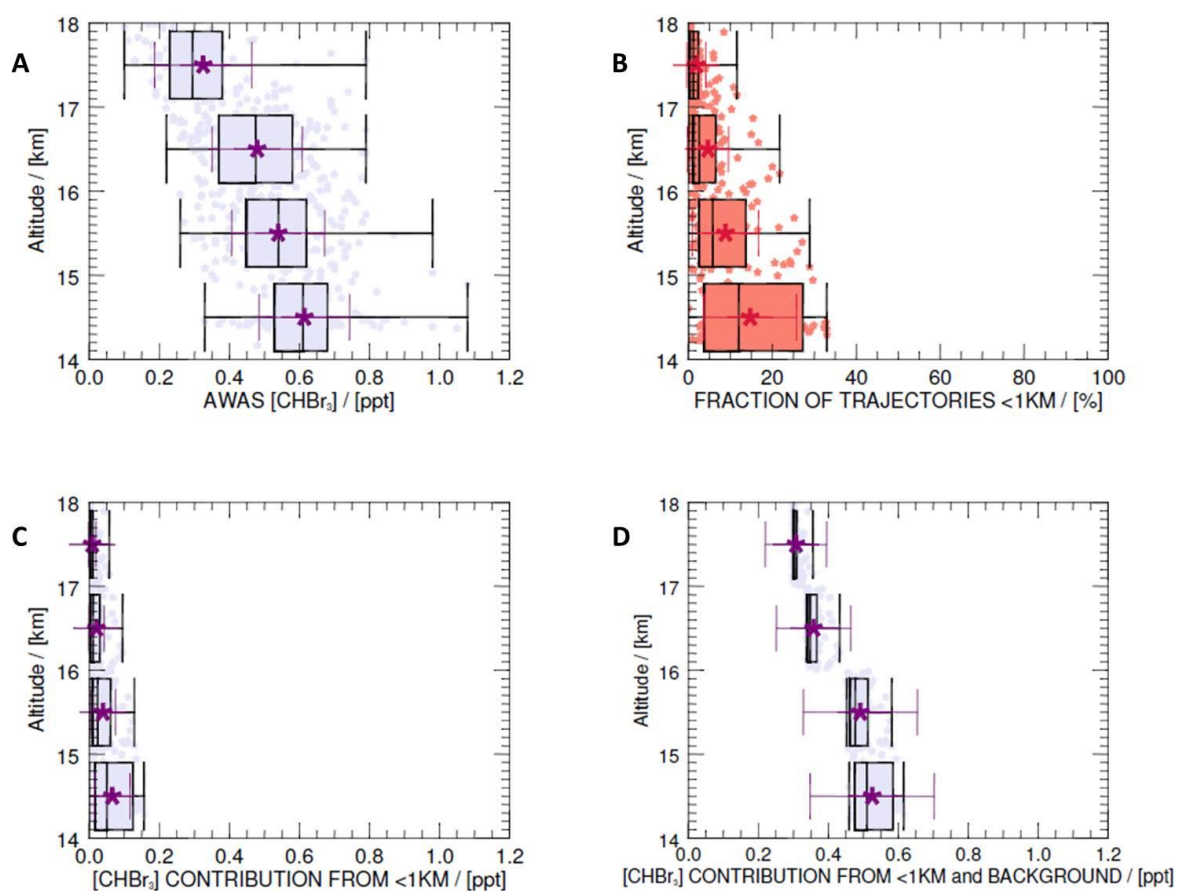 A
18
17
16
15
14
Altitude / [km]
0.0 0.2 0.4 0.6 0.8 1.0 1.2
AWAS [CHBr₃] / [ppt]
B
18
17
16
15
14
Altitude / [km]
0 20 40 60 80 100
FRACTION OF TRAJECTORIES <1KM / [%]
C
18
17
16
15
14
Altitude / [km]
0.0 0.2 0.4 0.6 0.8 1.0 1.2
[CHBr₃] CONTRIBUTION FROM <1KM / [ppt]
D
18
17
16
15
14
Altitude / [km]
0.0 0.2 0.4 0.6 0.8 1.0 1.2
[CHBr₃] CONTRIBUTION FROM <1KM and BACKGROUND / [ppt]